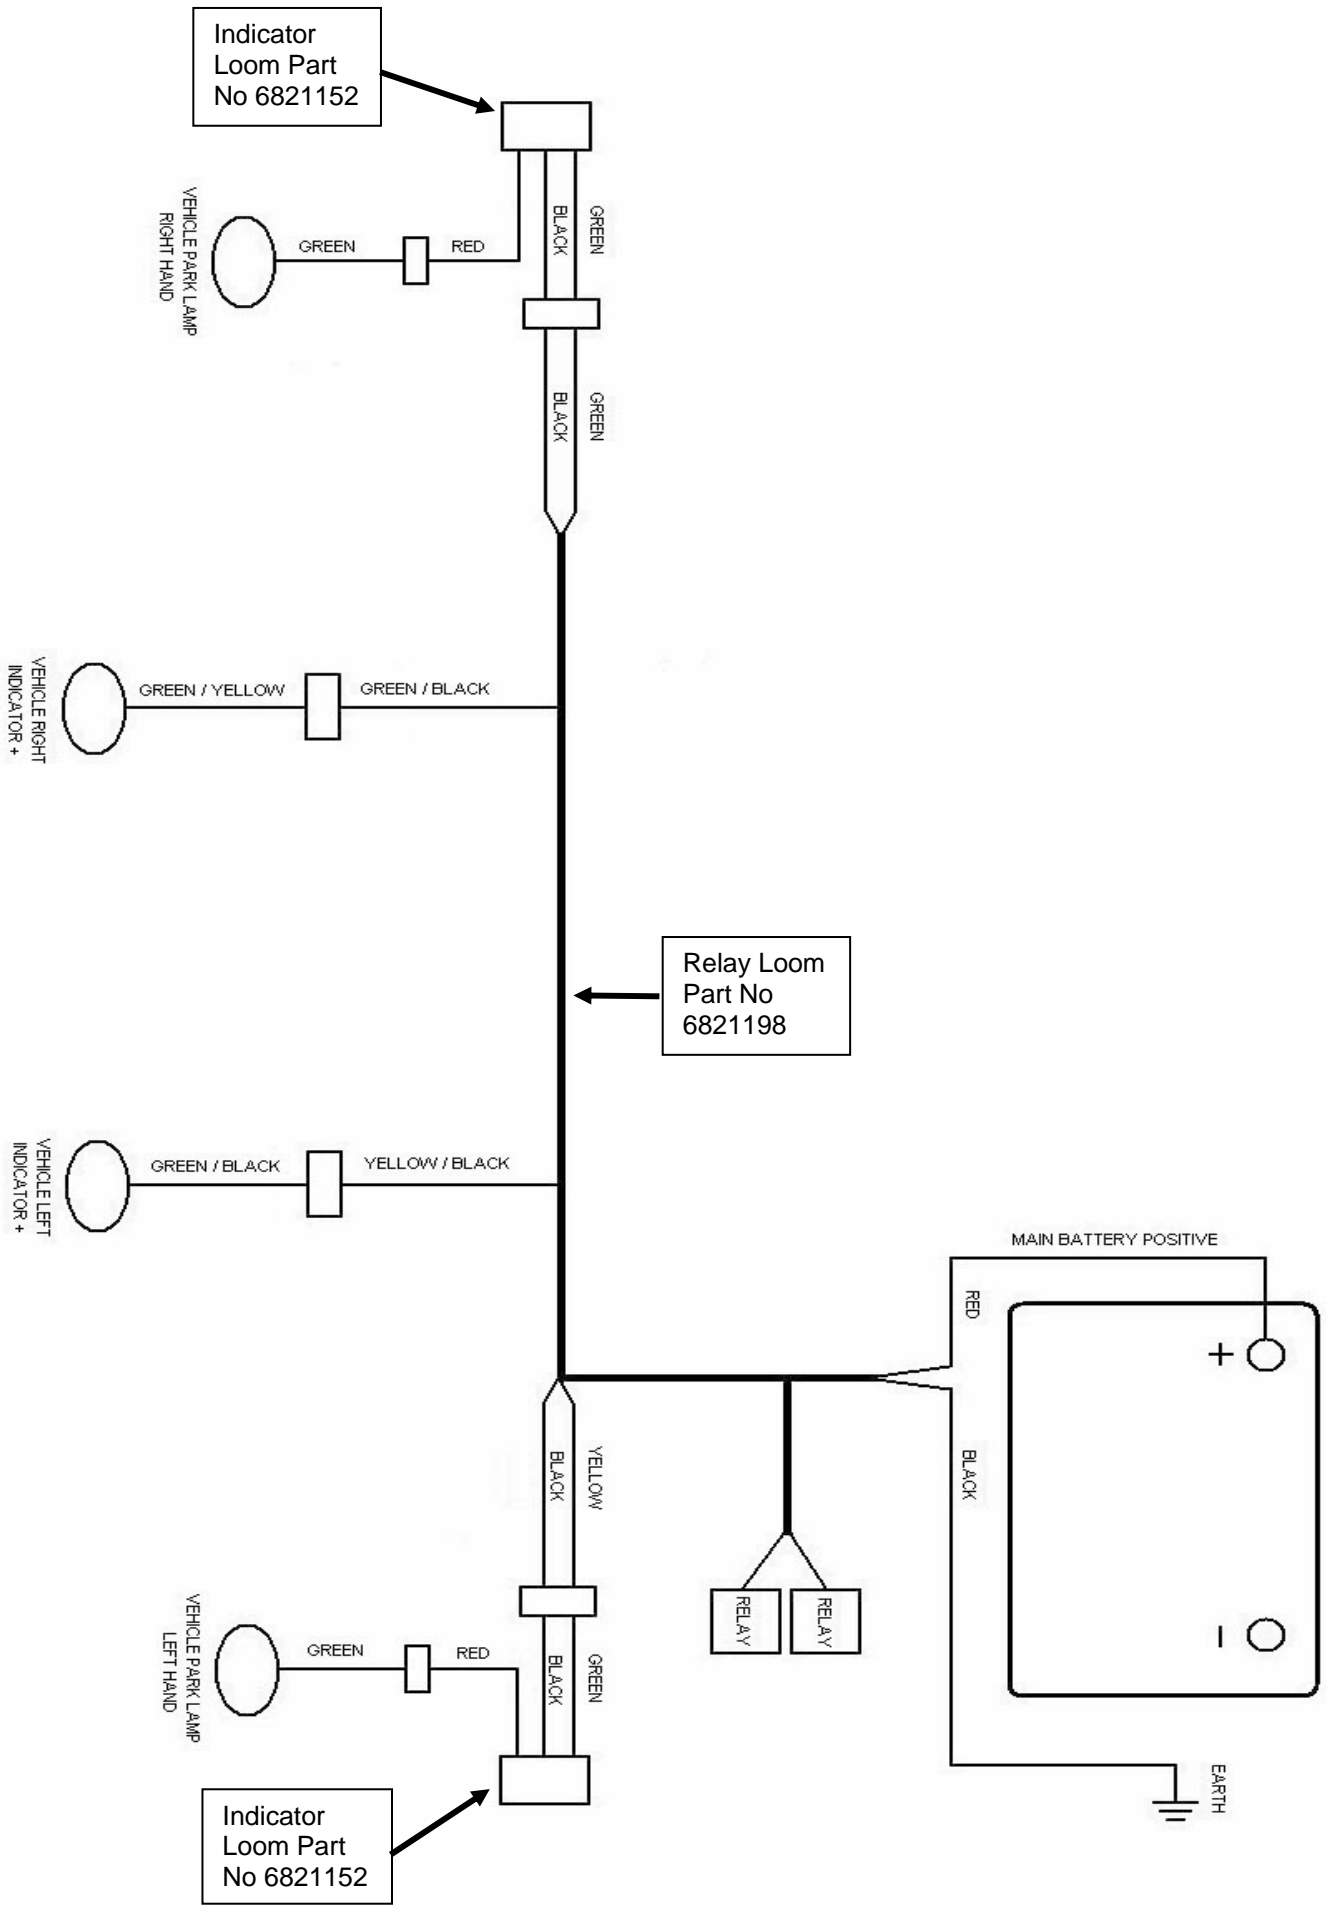 Indicator
Loom Part
No 6821152
GREEN
BLACK
VEHICLE PARK LAMP
RIGHT HAND
GREEN
RED
GREEN
BLACK
VEHICLE RIGHT
INDICATOR +
GREEN / YELLOW
GREEN / BLACK
Relay Loom
Part No
6821198
VEHICLE LEFT
INDICATOR +
GREEN / BLACK
YELLOW / BLACK
MAIN BATTERY POSITIVE
RED
+
BLACK
YELLOW
BLACK
RELAY
RELAY
–
VEHICLE PARK LAMP
LEFT HAND
GREEN
RED
GREEN
BLACK
EARTH
Indicator
Loom Part
No 6821152